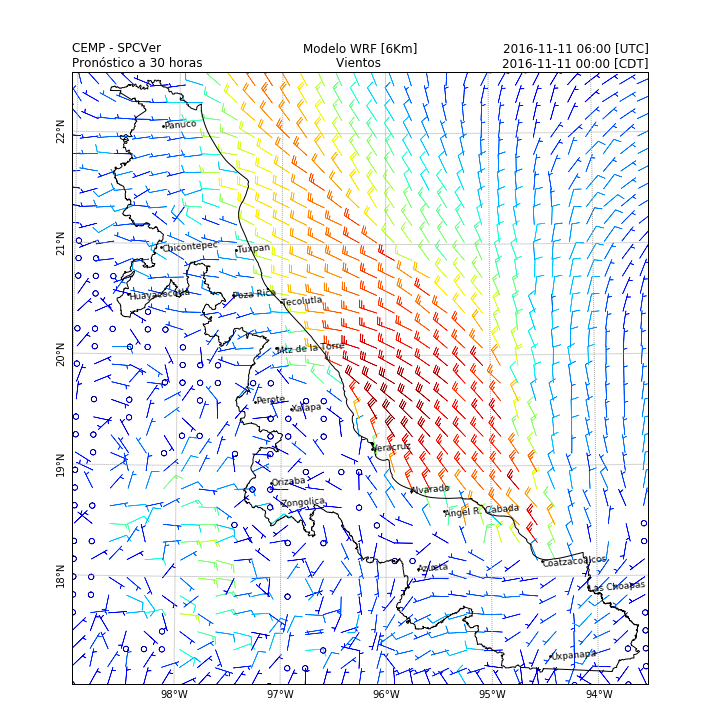 CEMP - SPCVer Modelo WRF [6Km] 2016-11-11 06:00 [UTC]
Pronóstico a 30 horas Vientos 2016-11-11 00:00 [CDT]
22°N
Panuco
21°N
Chicontepec
Tuxpan
Huayacocotla
Poza Rica
Tecolutla
20°N
Mtz de la Torre
Perote
Xalapa
Veracruz
19°N
Orizaba
Alvarado
Zongolica
Angel R. Cabada
Coatzacoalcos
Azueta
18°N
Las Choapas
Uxpanapa
98°W 97°W 96°W 95°W 94°W